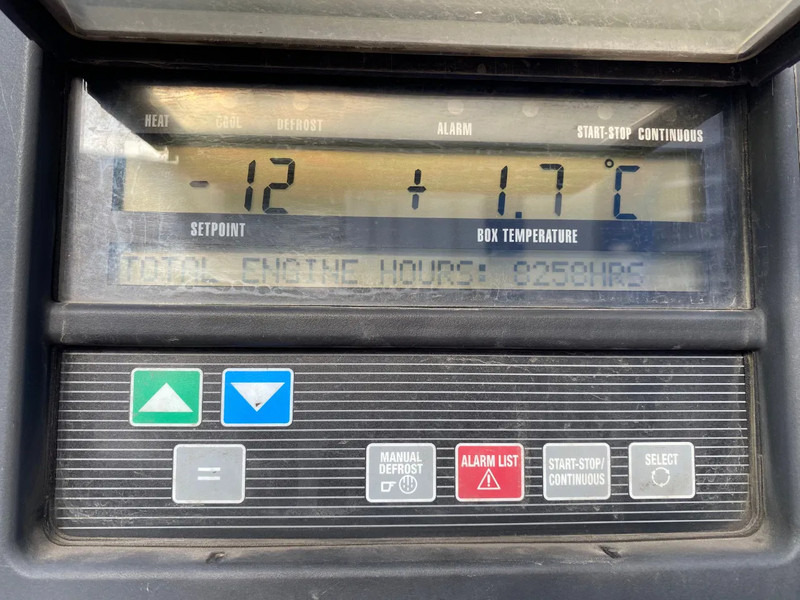 HEAT COOL DEFROST ALARM START-STOP CONTINUOUS
-12 + 1.7 °C
SETPOINT BOX TEMPERATURE
TOTAL ENGINE HOURS: 8258HRS
=
MANUAL
DEFROST
ALARM LIST
START-STOP/
CONTINUOUS
SELECT